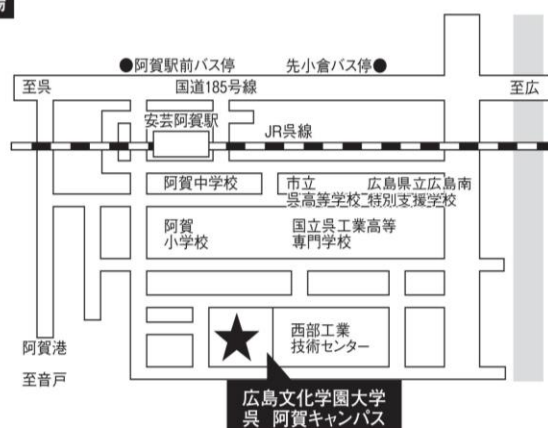 場
●阿賀駅前バス停
先小倉バス停●
至呉
国道185号線
至広
安芸阿賀駅
JR呉線
阿賀中学校
市立
呉高等学校
広島県立広島南
特別支援学校
阿賀
小学校
国立呉工業高等
専門学校
西部工業
技術センター
阿賀港
至音戸
広島文化学園大学
呉 阿賀キャンパス